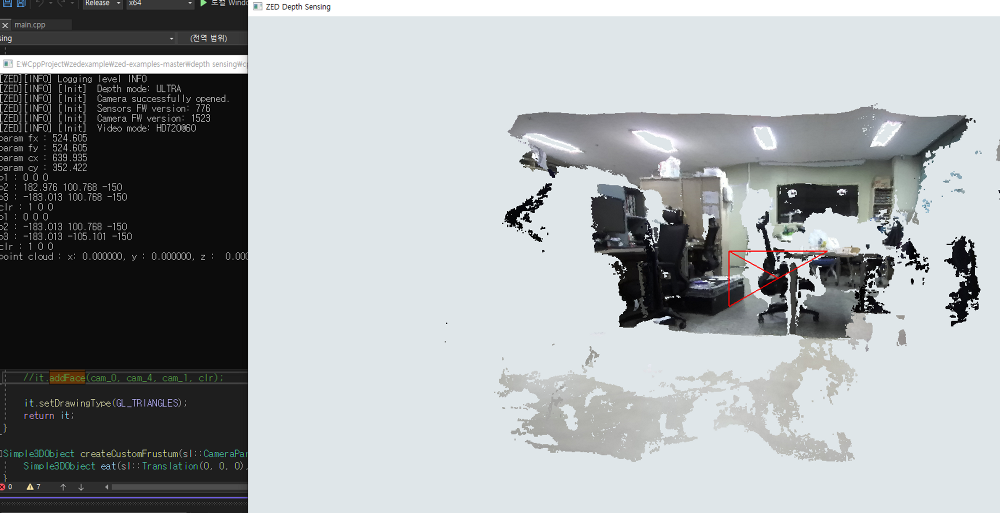 Release
x64
로컬 Windo
ZED Depth Sensing
main.cpp
sing
(전역 범위)
E:₩CppProject₩zedexample₩zed-examples-master₩depth sensing₩cp
[ZED][INFO] Logging level INFO
[ZED][INFO] [Init]  Depth mode: ULTRA
[ZED][INFO] [Init]  Camera successfully opened.
[ZED][INFO] [Init]  Sensors FW version: 776
[ZED][INFO] [Init]  Camera FW version: 1523
[ZED][INFO] [Init]  Video mode: HD720@60
param fx : 524.605
param fy : 524.605
param cx : 639.935
param cy : 352.422
p1 : 0 0 0
p2 : 182.976 100.768 -150
p3 : -183.013 100.768 -150
clr : 1 0 0
p1 : 0 0 0
p2 : -183.013 100.768 -150
p3 : -183.013 -105.101 -150
clr : 1 0 0
point cloud : x: 0.000000, y : 0.000000, z :  0.000
//it.addFace(cam_0, cam_4, cam_1, clr);
it.setDrawingType(GL_TRIANGLES);
return it;
}
Simple3DObject createCustomFrustum(sl::CameraPar
Simple3DObject eat(sl::Translation(0, 0, 0),
}
0
7